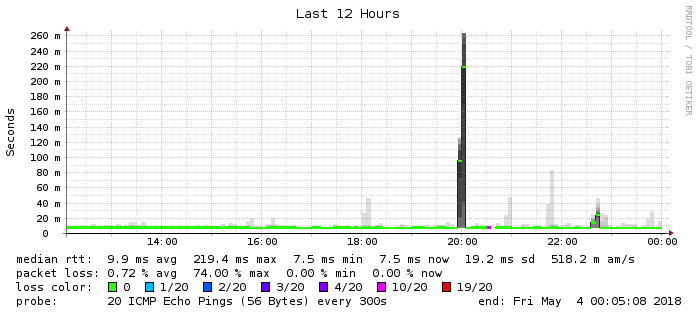 Last 12 Hours
RRDTOOL / TOBI OETIKER
Seconds
260 m
240 m
220 m
200 m
180 m
160 m
140 m
120 m
100 m
80 m
60 m
40 m
20 m
0
14:00 16:00 18:00 20:00 22:00 00:00
median rtt: 9.9 ms avg 219.4 ms max 7.5 ms min 7.5 ms now 19.2 ms sd 518.2 m am/s
packet loss: 0.72 % avg 74.00 % max 0.00 % min 0.00 % now
loss color: 0 1/20 2/20 3/20 4/20 10/20 19/20
probe: 20 ICMP Echo Pings (56 Bytes) every 300s end: Fri May 4 00:05:08 2018